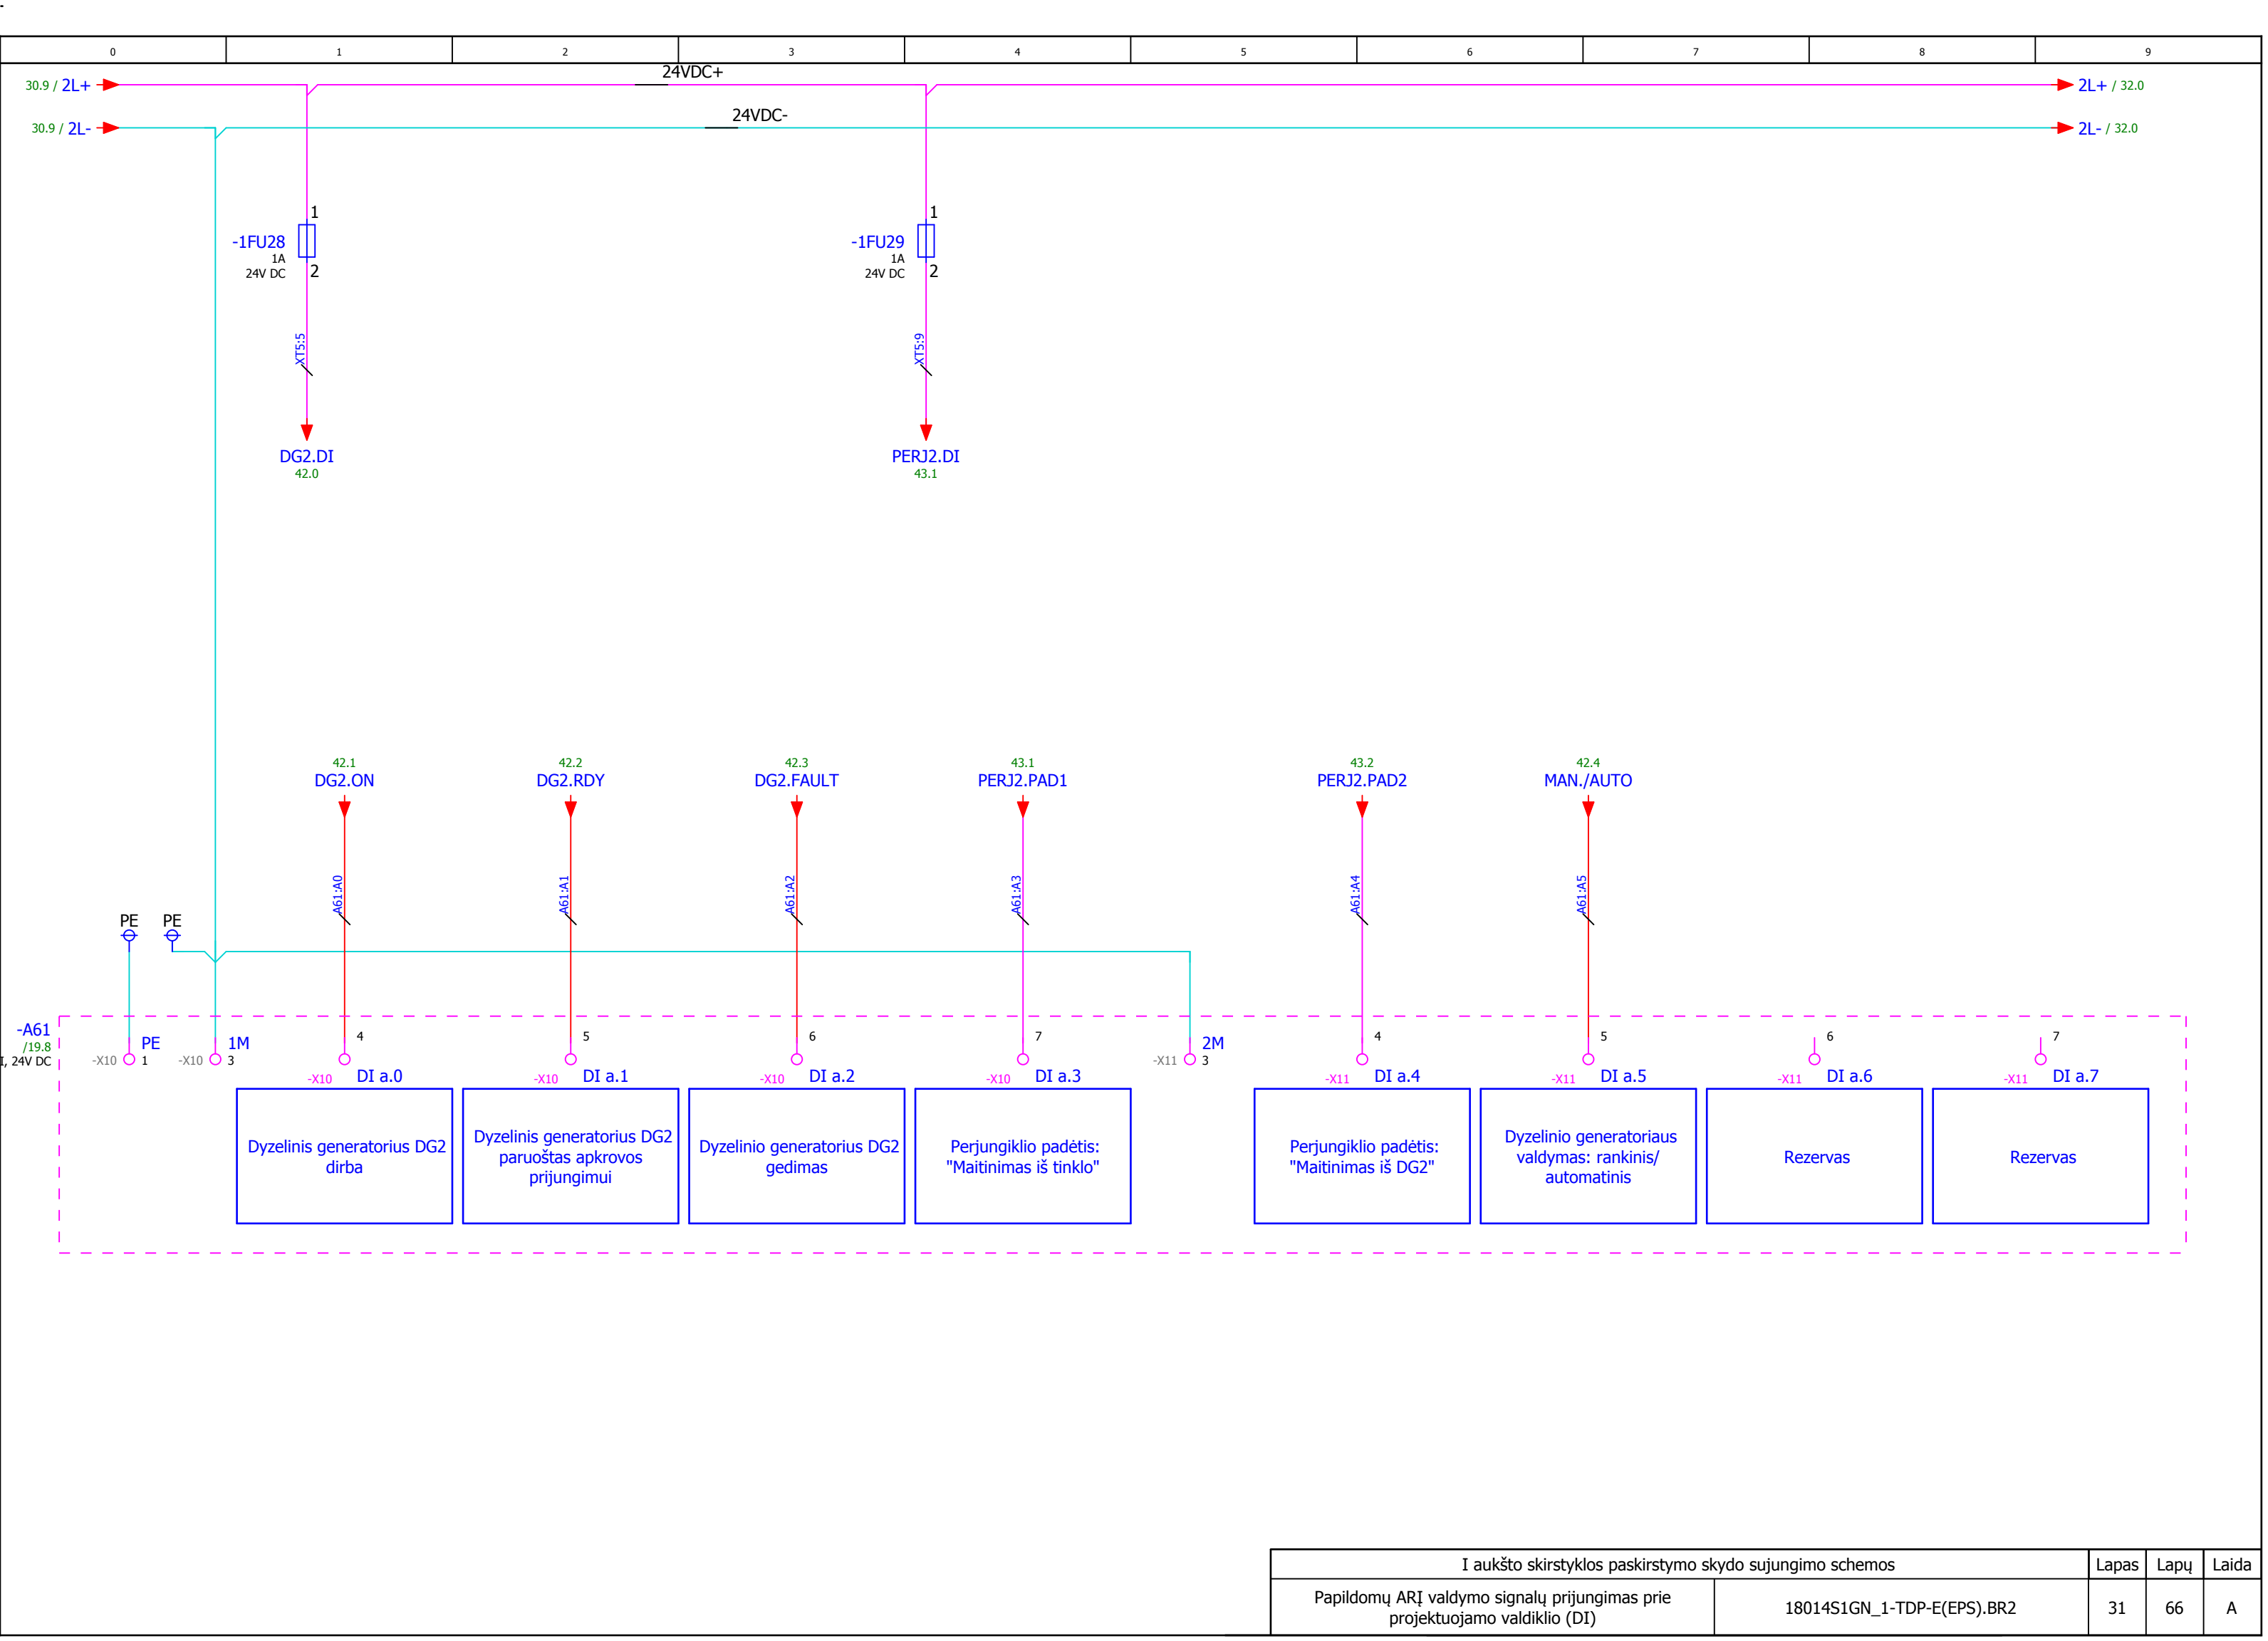 0 1 2 3 4 5 6 7 8 9
24VDC+
30.9 / 2L+
2L+ / 32.0
24VDC-
30.9 / 2L-
2L- / 32.0
1
-1FU28
1A
24V DC
2
1
-1FU29
1A
24V DC
2
XT5:5
XT5:9
DG2.DI
42.0
PERJ2.DI
43.1
42.1
DG2.ON
42.2
DG2.RDY
42.3
DG2.FAULT
43.1
PERJ2.PAD1
43.2
PERJ2.PAD2
42.4
MAN./AUTO
A61:A0
A61:A1
A61:A2
A61:A3
A61:A4
A61:A5
PE
PE
-A61
/19.8
I, 24V DC
-X10 1 PE
-X10 3 1M
4
-X10 DI a.0
5
-X10 DI a.1
6
-X10 DI a.2
7
-X10 DI a.3
-X11 3 2M
4
-X11 DI a.4
5
-X11 DI a.5
6
-X11 DI a.6
7
-X11 DI a.7
Dyzelinis generatorius DG2
dirba
Dyzelinis generatorius DG2
paruoštas apkrovos
prijungimui
Dyzelinio generatorius DG2
gedimas
Perjungiklio padėtis:
"Maitinimas iš tinklo"
Perjungiklio padėtis:
"Maitinimas iš DG2"
Dyzelinio generatoriaus
valdymas: rankinis/
automatinis
Rezervas
Rezervas
I aukšto skirstyklos paskirstymo skydo sujungimo schemos
Lapas Lapų Laida
Papildomų ARĮ valdymo signalų prijungimas prie
projektuojamo valdiklio (DI)
18014S1GN_1-TDP-E(EPS).BR2
31 66 A